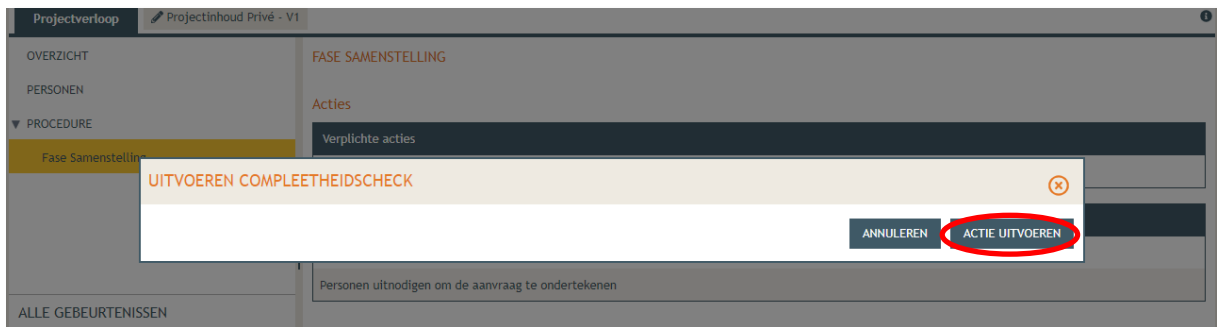 Projectverloop
Projectinhoud Privé - V1
OVERZICHT
PERSONEN
PROCEDURE
Fase Samenstelling
ALLE GEBEURTENISSEN
FASE SAMENSTELLING
Acties
Verplichte acties
UITVOEREN COMPLEETHEIDSCHECK
ANNULEREN
ACTIE UITVOEREN
Personen uitnodigen om de aanvraag te ondertekenen